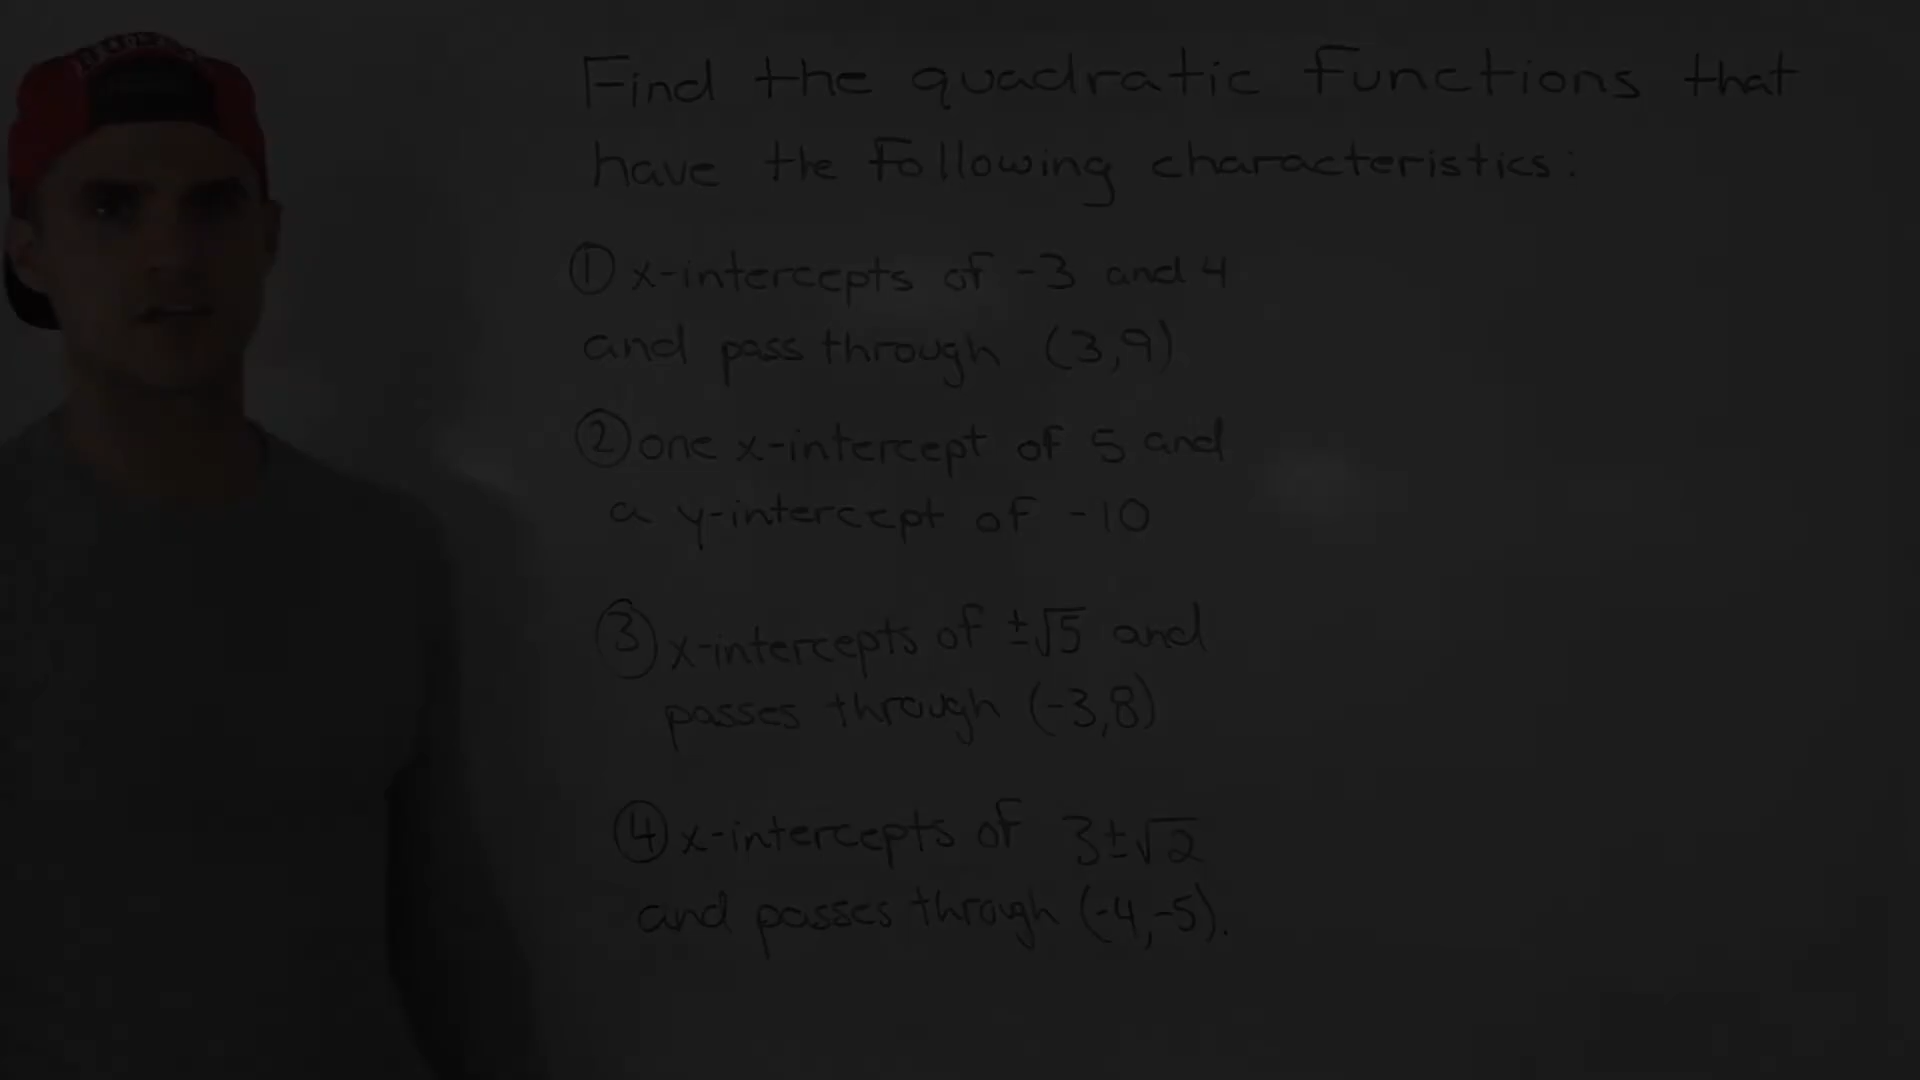 Find the quadratic functions that
have the following characteristics:
① x-intercepts of -3 and 4
and pass through (3,9)
② one x-intercept of 5 and
a y-intercept of -10
③ x-intercepts of ±√5 and
passes through (-3,8)
④ x-intercepts of 3±√2
and passes through (-4,-5).